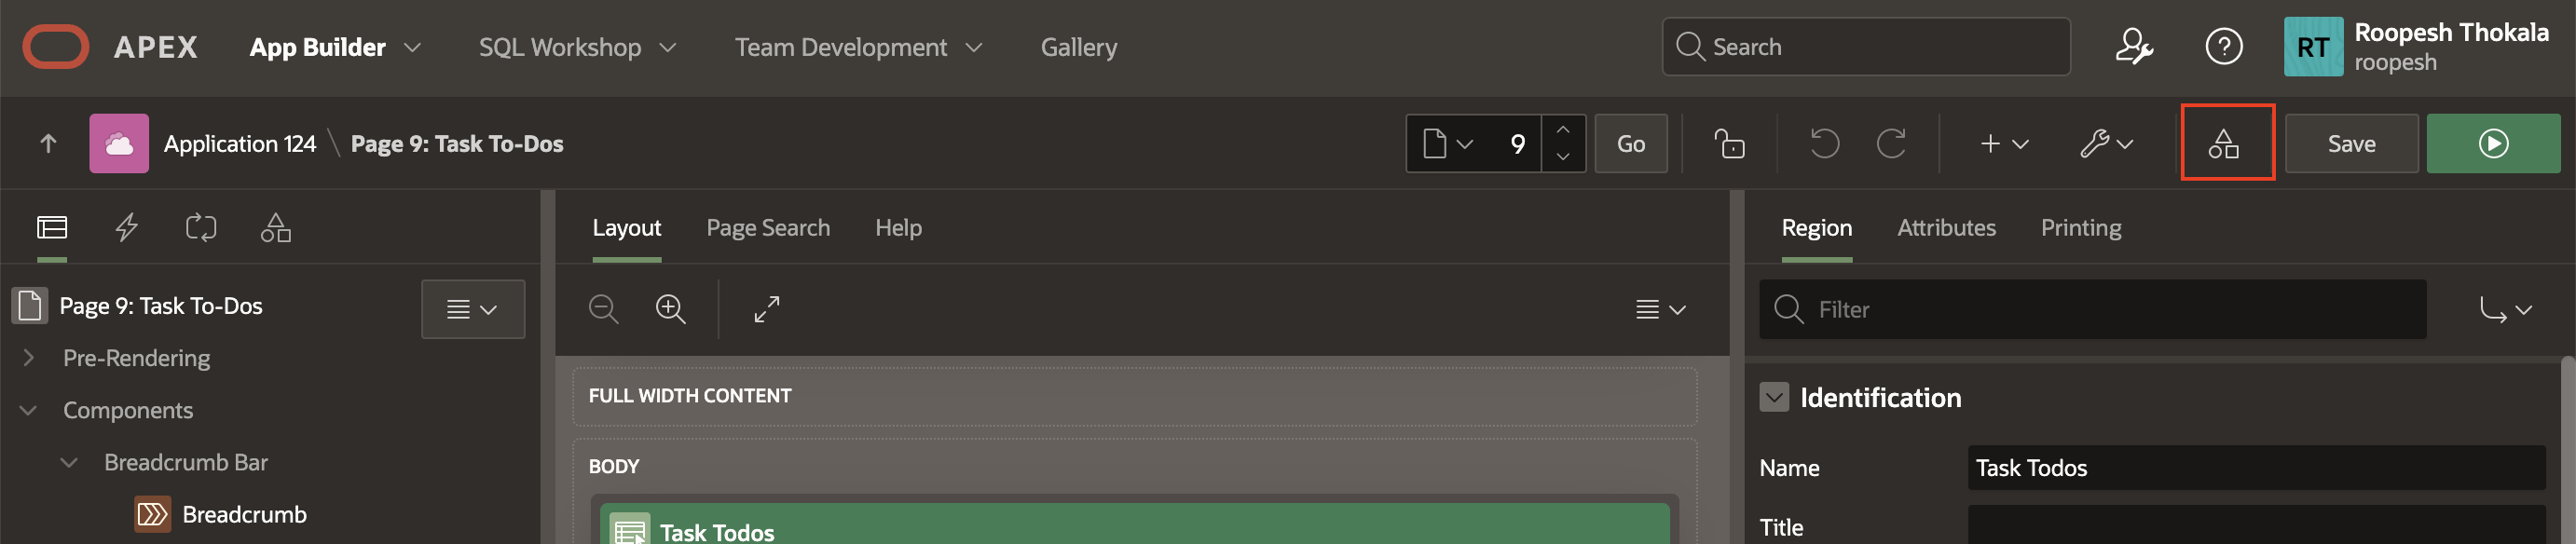 APEX App Builder SQL Workshop Team Development Gallery Search ? RT Roopesh Thokala
roopesh
Application 124 \ Page 9: Task To-Dos 9 Go Save
Layout Page Search Help Region Attributes Printing
Page 9: Task To-Dos Filter
Pre-Rendering
Components
Breadcrumb Bar
Breadcrumb
FULL WIDTH CONTENT
BODY
Task Todos
Identification
Name Task Todos
Title